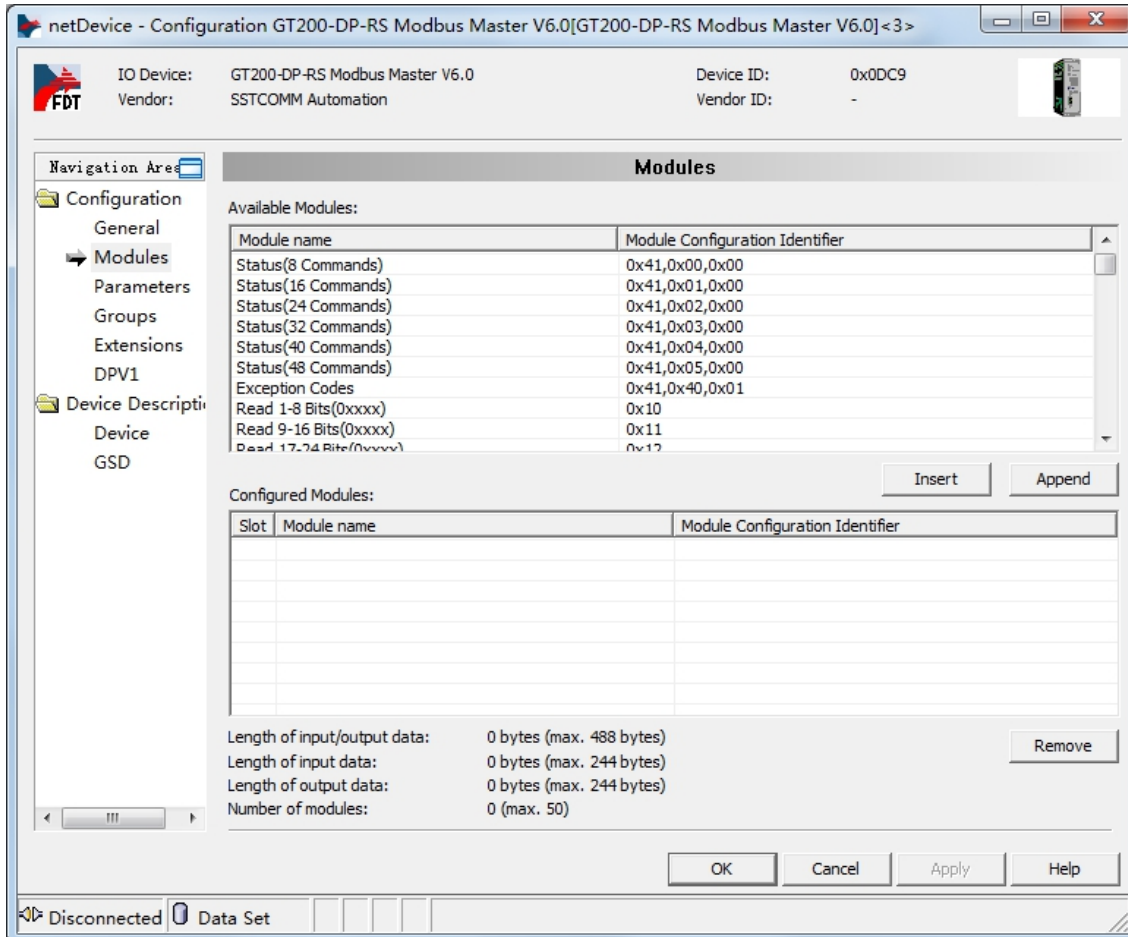 netDevice - Configuration GT200-DP-RS Modbus Master V6.0[GT200-DP-RS Modbus Master V6.0]<3>
FDT
IO Device: GT200-DP-RS Modbus Master V6.0 Device ID: 0x0DC9
Vendor: SSTCOMM Automation Vendor ID: -
Navigation Area
Modules
Configuration
General
Modules
Parameters
Groups
Extensions
DPV1
Device Descripti
Device
GSD
Available Modules:
Module name Module Configuration Identifier
Status(8 Commands) 0x41,0x00,0x00
Status(16 Commands) 0x41,0x01,0x00
Status(24 Commands) 0x41,0x02,0x00
Status(32 Commands) 0x41,0x03,0x00
Status(40 Commands) 0x41,0x04,0x00
Status(48 Commands) 0x41,0x05,0x00
Exception Codes 0x41,0x40,0x01
Read 1-8 Bits(0xxxx) 0x10
Read 9-16 Bits(0xxxx) 0x11
Read 17-24 Bits(0xxxx) 0x12
Insert Append
Configured Modules:
Slot Module name Module Configuration Identifier
Length of input/output data: 0 bytes (max. 488 bytes)
Length of input data: 0 bytes (max. 244 bytes)
Length of output data: 0 bytes (max. 244 bytes)
Number of modules: 0 (max. 50)
Remove
OK Cancel Apply Help
Disconnected Data Set